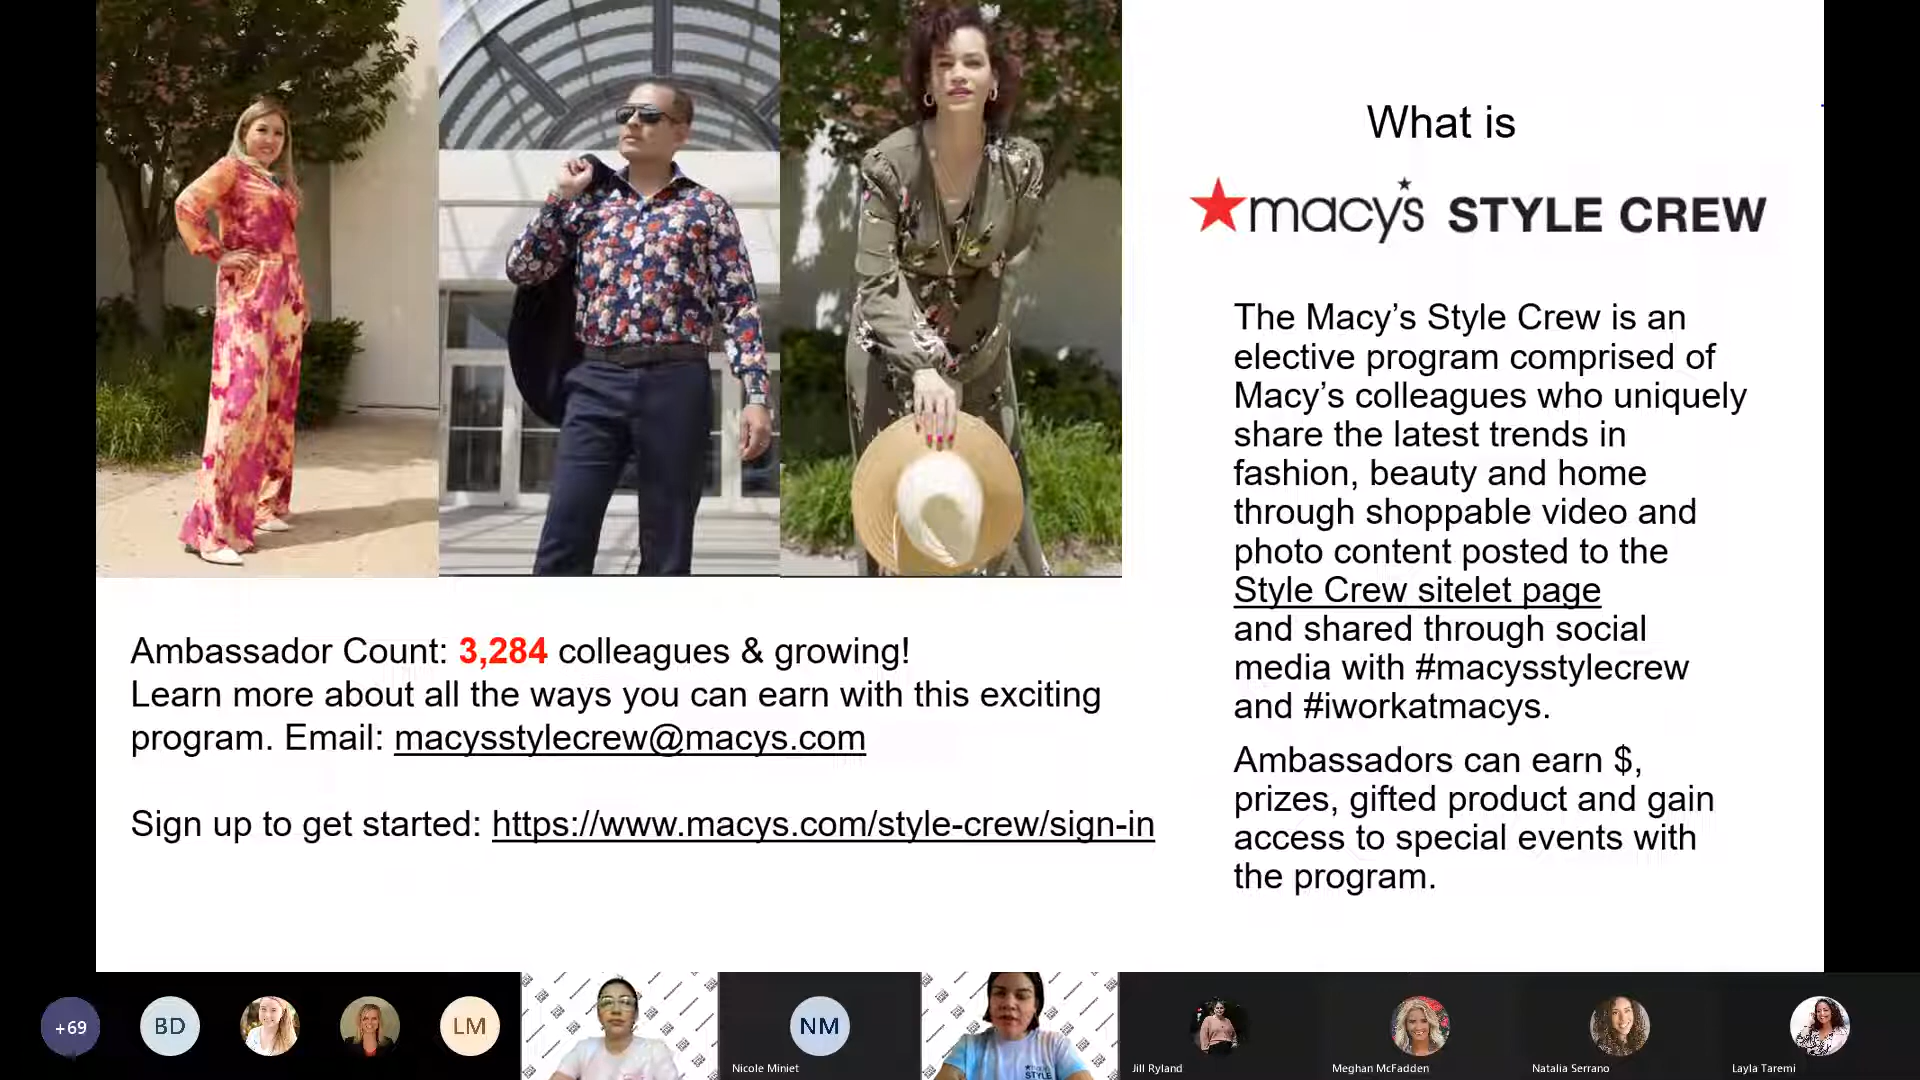 What is
macy's STYLE CREW
The Macy’s Style Crew is an
elective program comprised of
Macy’s colleagues who uniquely
share the latest trends in
fashion, beauty and home
through shoppable video and
photo content posted to the
Style Crew sitelet page
and shared through social
media with #macysstylecrew
and #iworkatmacys.
Ambassadors can earn $,
prizes, gifted product and gain
access to special events with
the program.
Ambassador Count: 3,284 colleagues & growing!
Learn more about all the ways you can earn with this exciting
program. Email: macysstylecrew@macys.com
Sign up to get started: https://www.macys.com/style-crew/sign-in
+69
BD
LM
NM
Nicole Miniet
STYLE
Jill Ryland
Meghan McFadden
Natalia Serrano
Layla Taremi